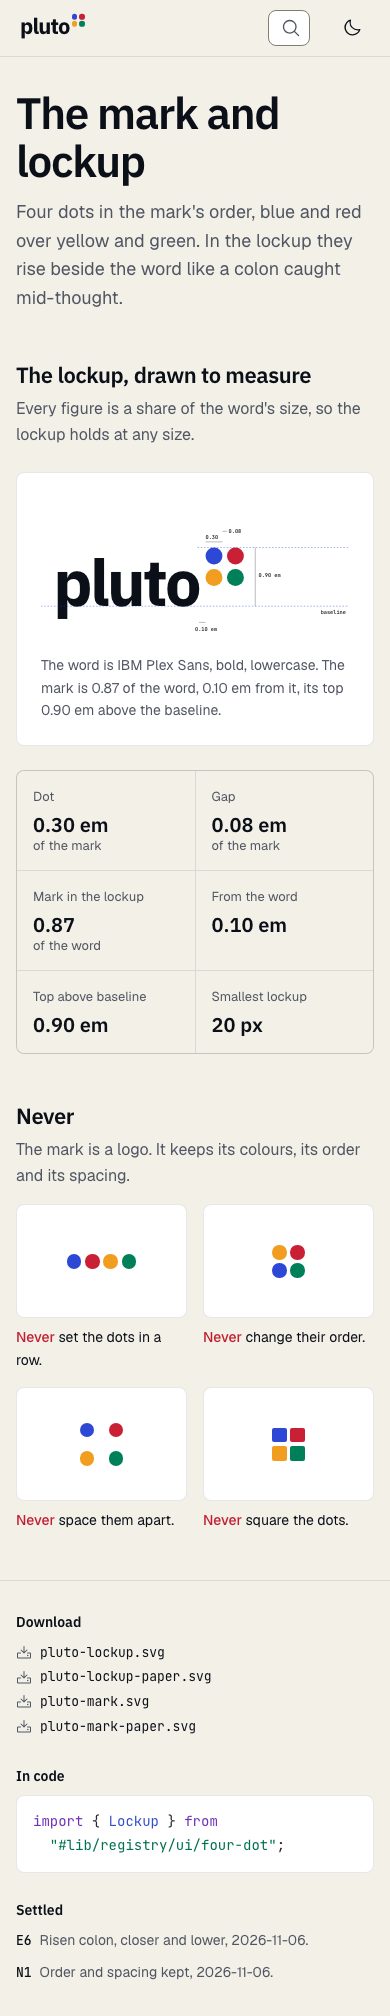 pluto
The mark and
lockup
Four dots in the mark's order, blue and red
over yellow and green. In the lockup they
rise beside the word like a colon caught
mid-thought.
The lockup, drawn to measure
Every figure is a share of the word's size, so the
lockup holds at any size.
0.08
0.30
pluto
0.90 em
baseline
0.10 em
The word is IBM Plex Sans, bold, lowercase. The
mark is 0.87 of the word, 0.10 em from it, its top
0.90 em above the baseline.
Dot
0.30 em
of the mark
Gap
0.08 em
of the mark
Mark in the lockup
0.87
of the word
From the word
0.10 em
Top above baseline
0.90 em
Smallest lockup
20 px
Never
The mark is a logo. It keeps its colours, its order
and its spacing.
Never set the dots in a
row.
Never change their order.
Never space them apart.
Never square the dots.
Download
pluto-lockup.svg
pluto-lockup-paper.svg
pluto-mark.svg
pluto-mark-paper.svg
In code
import { Lockup } from
"#lib/registry/ui/four-dot";
Settled
E6 Risen colon, closer and lower, 2026-11-06.
N1 Order and spacing kept, 2026-11-06.